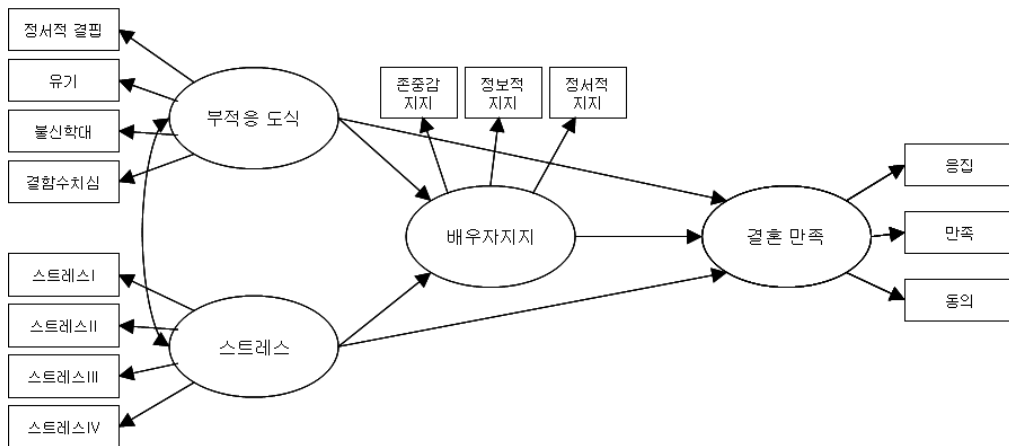 정서적 결핍
유기
불신학대
결함수치심
부적응 도식
존중감
지지
정보적
지지
정서적
지지
배우자지지
결혼 만족
응집
만족
동의
스트레스I
스트레스II
스트레스III
스트레스IV
스트레스